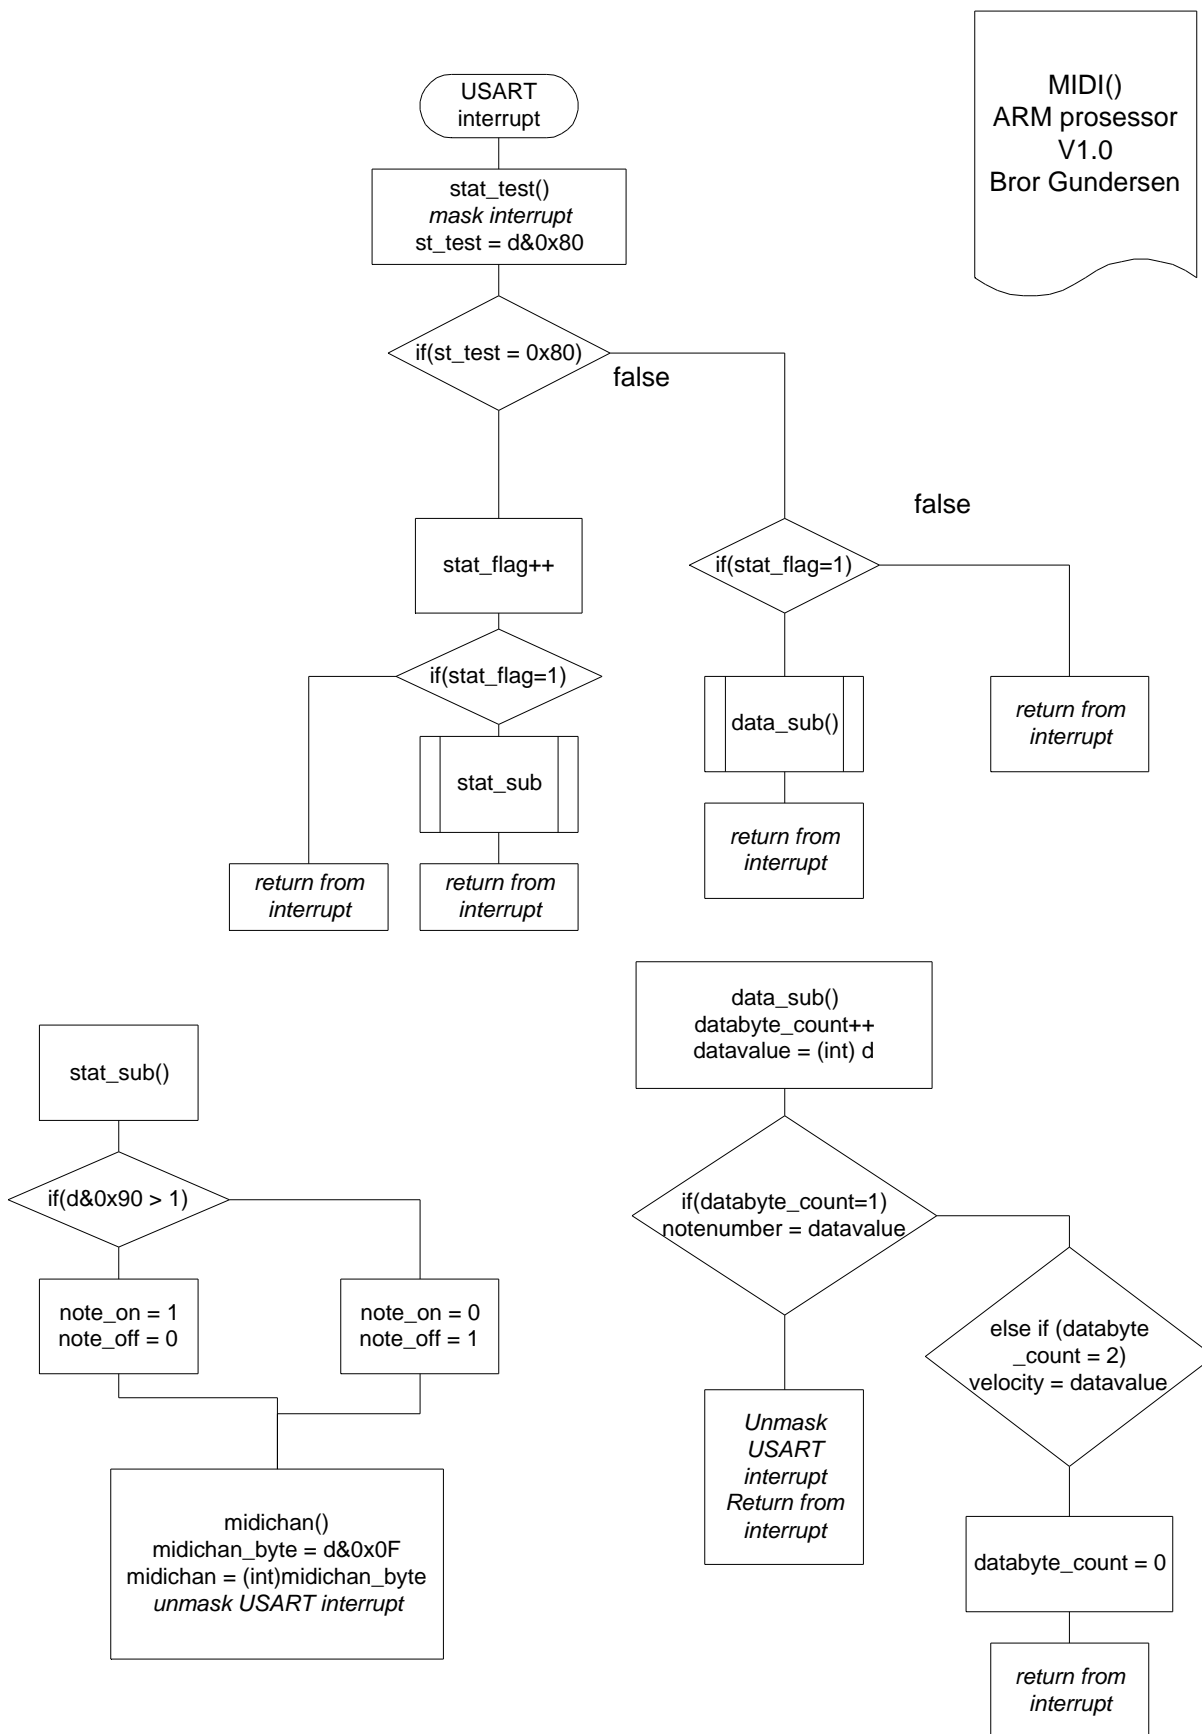 MIDI()
ARM prosessor
V1.0
Bror Gundersen
USART
interrupt
stat_test()
mask interrupt
st_test = d&0x80
if(st_test = 0x80)
false
false
stat_flag++
if(stat_flag=1)
if(stat_flag=1)
data_sub()
return from
interrupt
stat_sub
return from
interrupt
return from
interrupt
return from
interrupt
data_sub()
databyte_count++
datavalue = (int) d
stat_sub()
if(d&0x90 > 1)
if(databyte_count=1)
notenumber = datavalue
note_on = 1
note_off = 0
note_on = 0
note_off = 1
else if (databyte
_count = 2)
velocity = datavalue
Unmask
USART
interrupt
Return from
interrupt
midichan()
midichan_byte = d&0x0F
midichan = (int)midichan_byte
unmask USART interrupt
databyte_count = 0
return from
interrupt